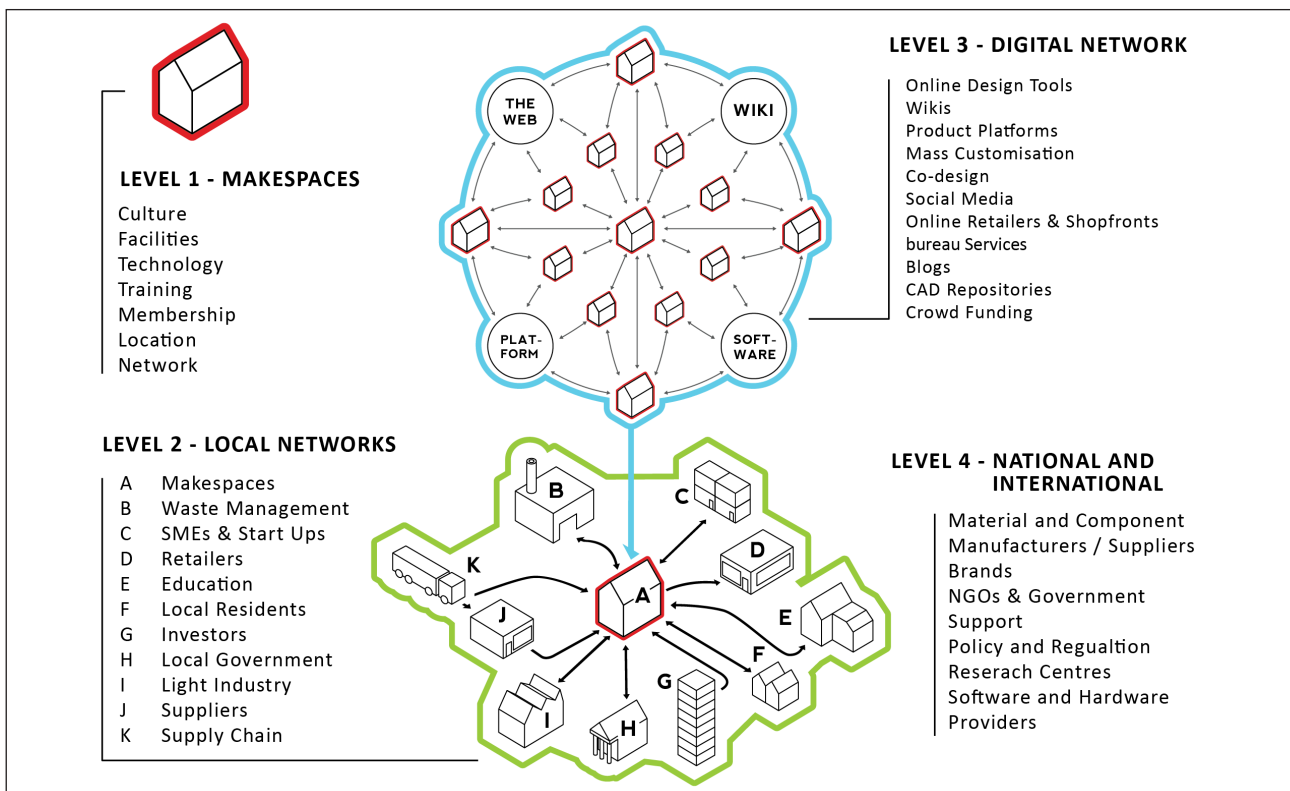 LEVEL 1 - MAKESPACES
Culture
Facilities
Technology
Training
Membership
Location
Network
THE
WEB
WIKI
PLAT-
FORM
SOFT-
WARE
LEVEL 3 - DIGITAL NETWORK
Online Design Tools
Wikis
Product Platforms
Mass Customisation
Co-design
Social Media
Online Retailers & Shopfronts
bureau Services
Blogs
CAD Repositories
Crowd Funding
LEVEL 2 - LOCAL NETWORKS
A Makespaces
B Waste Management
C SMEs & Start Ups
D Retailers
E Education
F Local Residents
G Investors
H Local Government
I Light Industry
J Suppliers
K Supply Chain
B
C
D
K
A
J
E
F
G
I
H
LEVEL 4 - NATIONAL AND
INTERNATIONAL
Material and Component
Manufacturers / Suppliers
Brands
NGOs & Government
Support
Policy and Regualtion
Reserach Centres
Software and Hardware
Providers